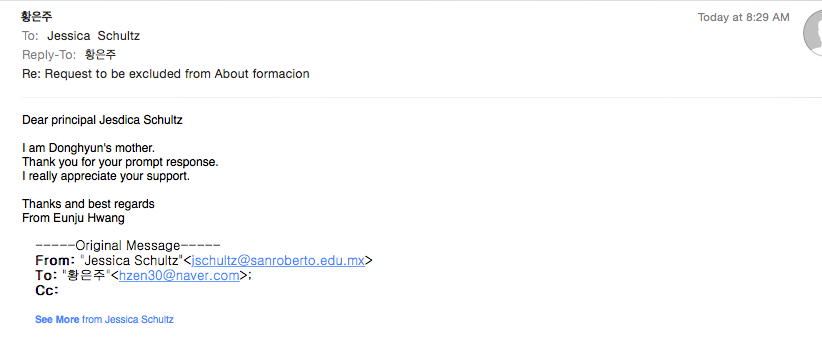 황은주
Today at 8:29 AM
To: Jessica Schultz
Reply-To: 황은주
Re: Request to be excluded from About formacion
Dear principal Jesdica Schultz
I am Donghyun's mother.
Thank you for your prompt response.
I really appreciate your support.
Thanks and best regards
From Eunju Hwang
-----Original Message-----
From: "Jessica Schultz"<jschultz@sanroberto.edu.mx>
To: "황은주"<hzen30@naver.com>;
Cc:
See More from Jessica Schultz